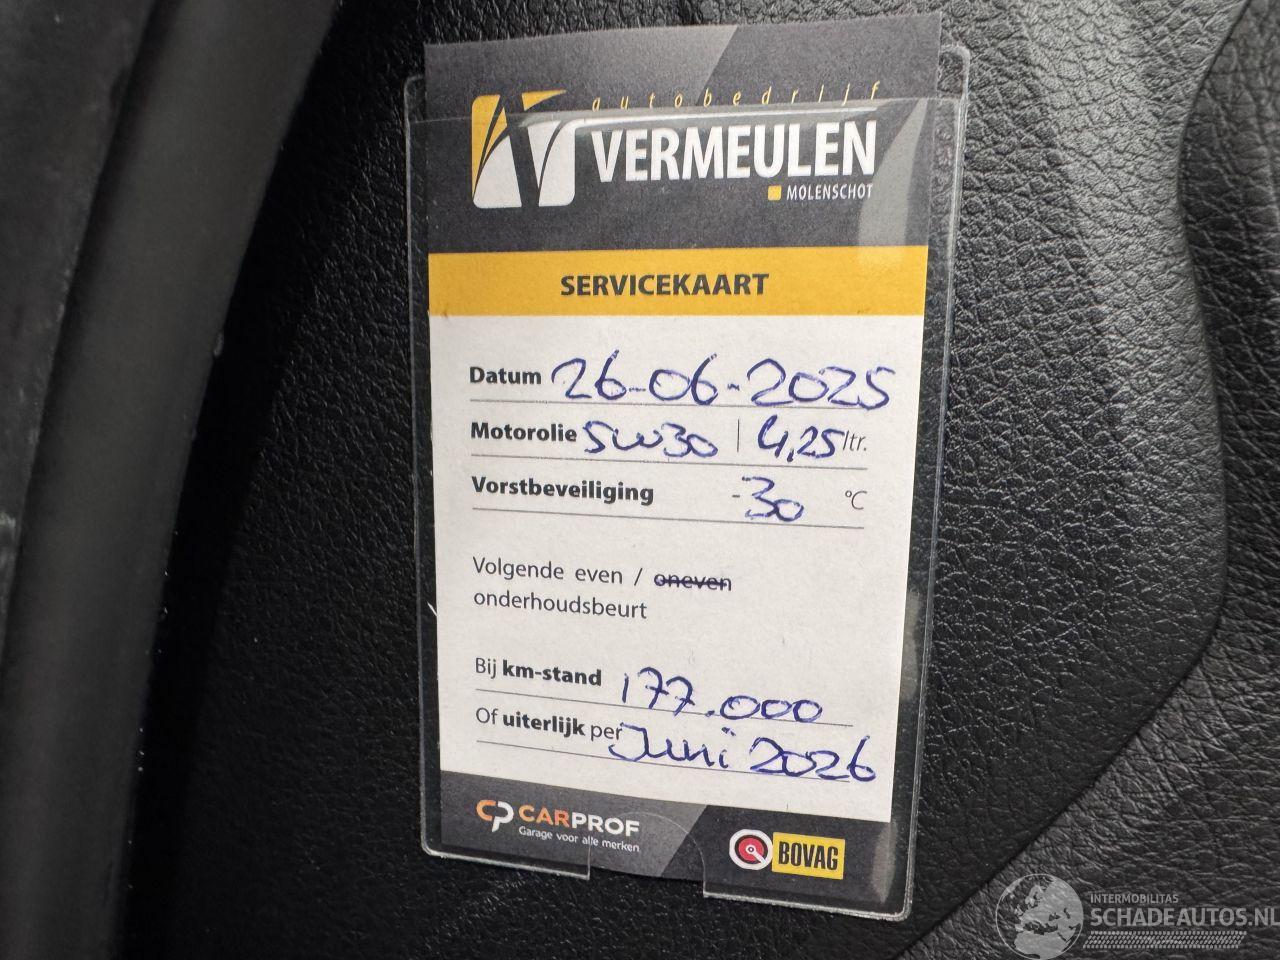 autobedrijf
VERMEULEN
MOLENSCHOT
SERVICEKAART
Datum 26-06-2025
Motorolie 5W30 | 4,25 ltr.
Vorstbeveiliging -30 °C
Volgende even / oneven
onderhoudsbeurt
Bij km-stand 177.000
Of uiterlijk per Juni 2026
CP CARPROF
Garage voor alle merken
BOVAG
INTERMOBILITAS
SCHADEAUTOS.NL